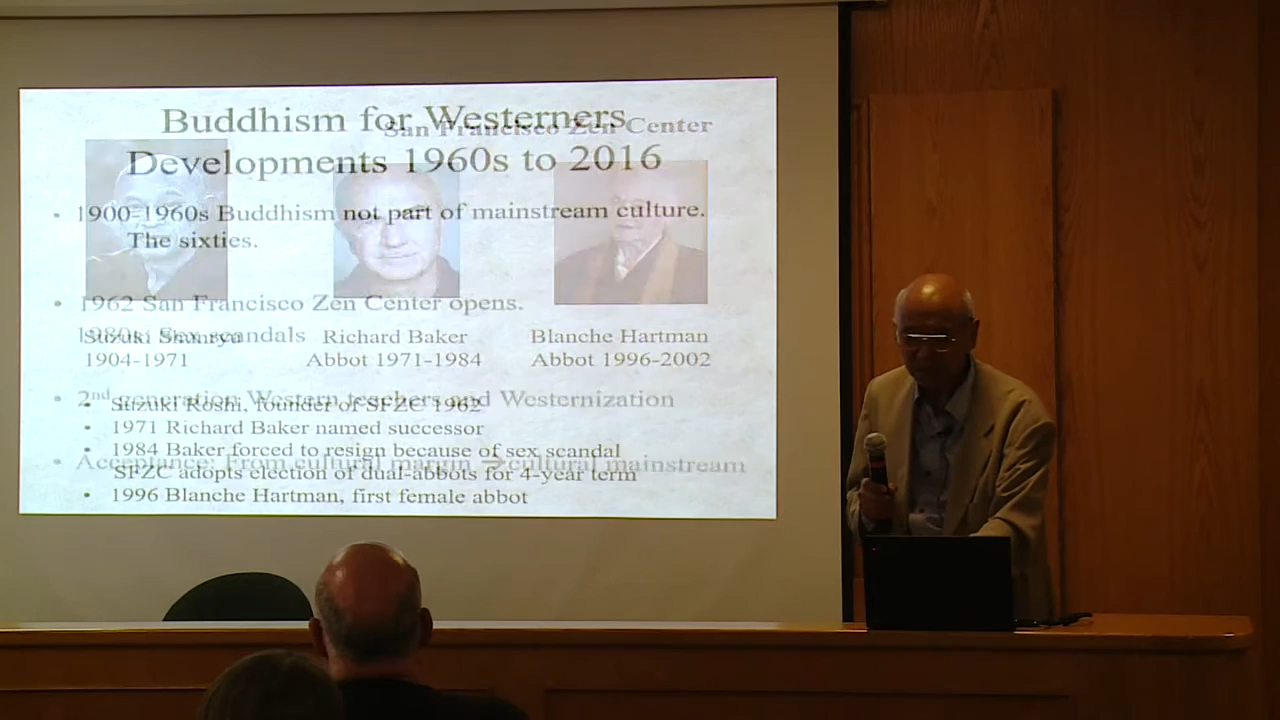 Buddhism for Westerners
San Francisco Zen Center
Developments 1960s to 2016
• 1900-1960s Buddhism not part of mainstream culture.
The sixties.
• 1962 San Francisco Zen Center opens.
1980s Sex scandals
Suzuki Shunryu
1904-1971
Richard Baker
Abbot 1971-1984
Blanche Hartman
Abbot 1996-2002
• 2nd generation Western teachers and Westernization
• Suzuki Roshi, founder of SFZC 1962
• 1971 Richard Baker named successor
• 1984 Baker forced to resign because of sex scandal
• Acceptance: From cultural margin → cultural mainstream
SFZC adopts election of dual-abbots for 4-year term
• 1996 Blanche Hartman, first female abbot